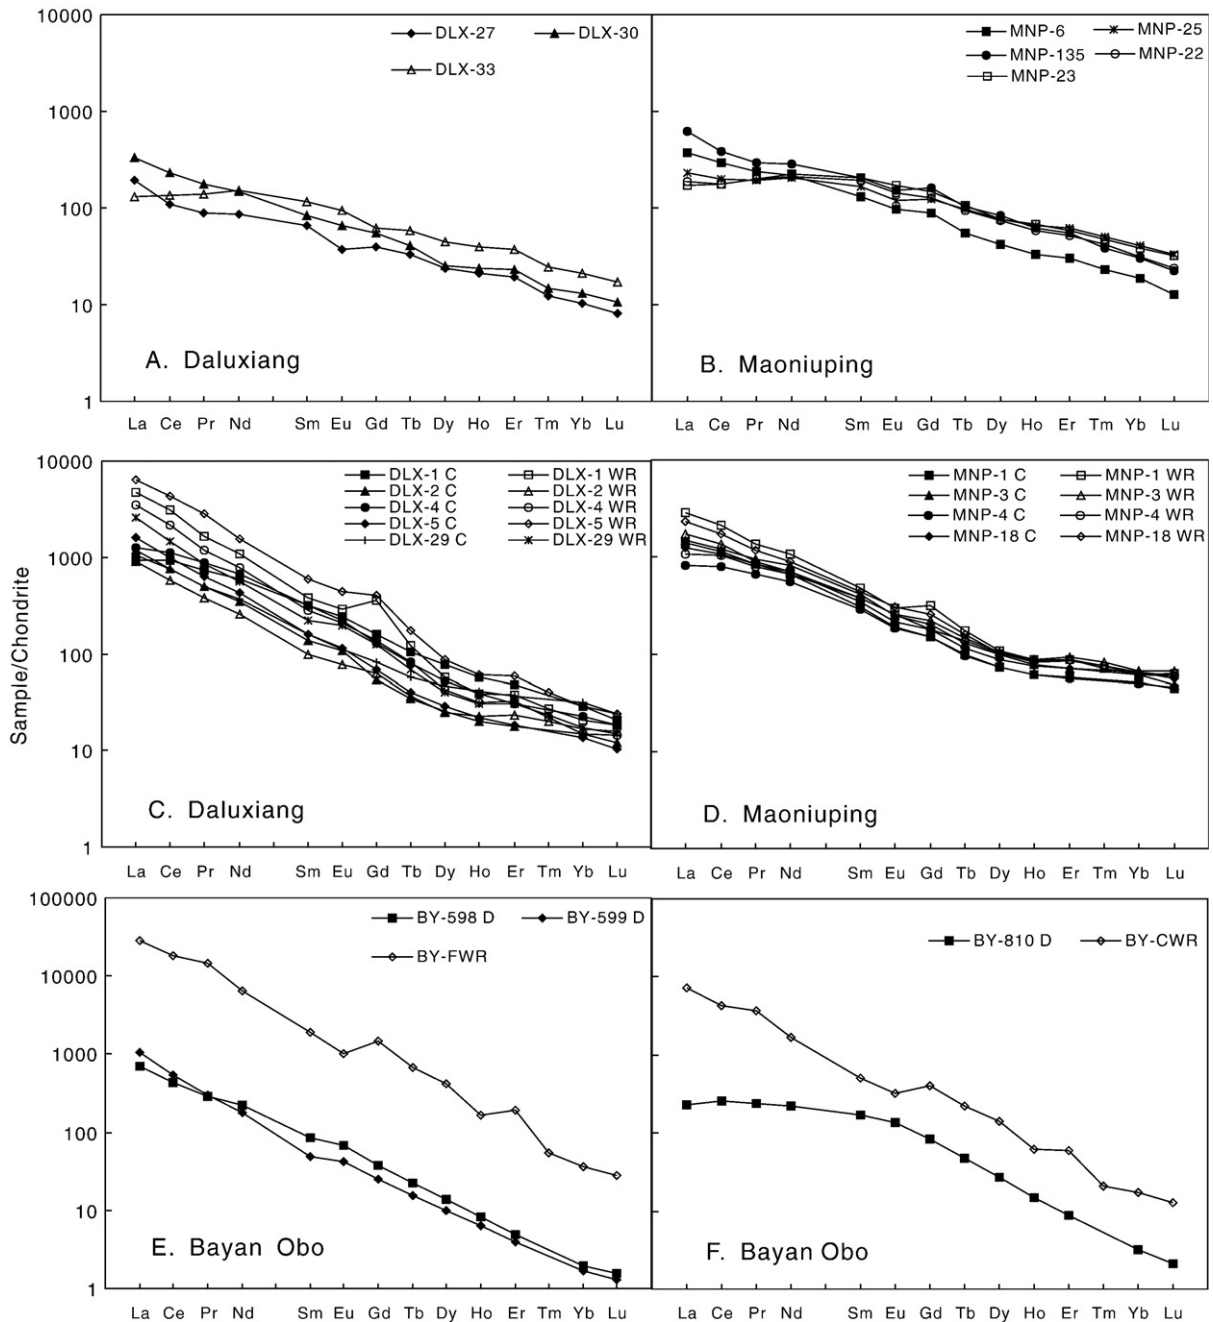 10000
1000
100
10
1
DLX-27 DLX-30
DLX-33
A. Daluxiang
La Ce Pr Nd Sm Eu Gd Tb Dy Ho Er Tm Yb Lu
MNP-6 MNP-25
MNP-135 MNP-22
MNP-23
B. Maoniuping
La Ce Pr Nd Sm Eu Gd Tb Dy Ho Er Tm Yb Lu
Sample/Chondrite
10000
1000
100
10
1
DLX-1 C DLX-1 WR
DLX-2 C DLX-2 WR
DLX-4 C DLX-4 WR
DLX-5 C DLX-5 WR
DLX-29 C DLX-29 WR
C. Daluxiang
La Ce Pr Nd Sm Eu Gd Tb Dy Ho Er Tm Yb Lu
MNP-1 C MNP-1 WR
MNP-3 C MNP-3 WR
MNP-4 C MNP-4 WR
MNP-18 C MNP-18 WR
D. Maoniuping
La Ce Pr Nd Sm Eu Gd Tb Dy Ho Er Tm Yb Lu
100000
10000
1000
100
10
1
BY-598 D BY-599 D
BY-FWR
E. Bayan Obo
La Ce Pr Nd Sm Eu Gd Tb Dy Ho Er Tm Yb Lu
BY-810 D BY-CWR
F. Bayan Obo
La Ce Pr Nd Sm Eu Gd Tb Dy Ho Er Tm Yb Lu